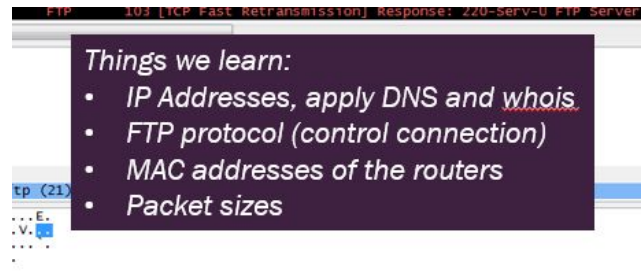 FTP 103 [TCP Fast Retransmission] Response: 220-Serv-U FTP Server
Things we learn:
• IP Addresses, apply DNS and whois
• FTP protocol (control connection)
• MAC addresses of the routers
• Packet sizes
tp (21)
...E.
.V...
... .
.